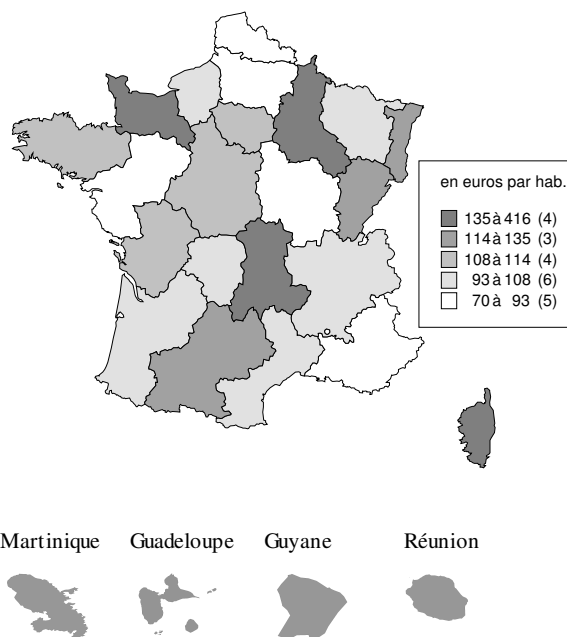 en euros par hab.
135 à 416 (4)
114 à 135 (3)
108 à 114 (4)
93 à 108 (6)
70 à 93 (5)
Martinique Guadeloupe Guyane Réunion